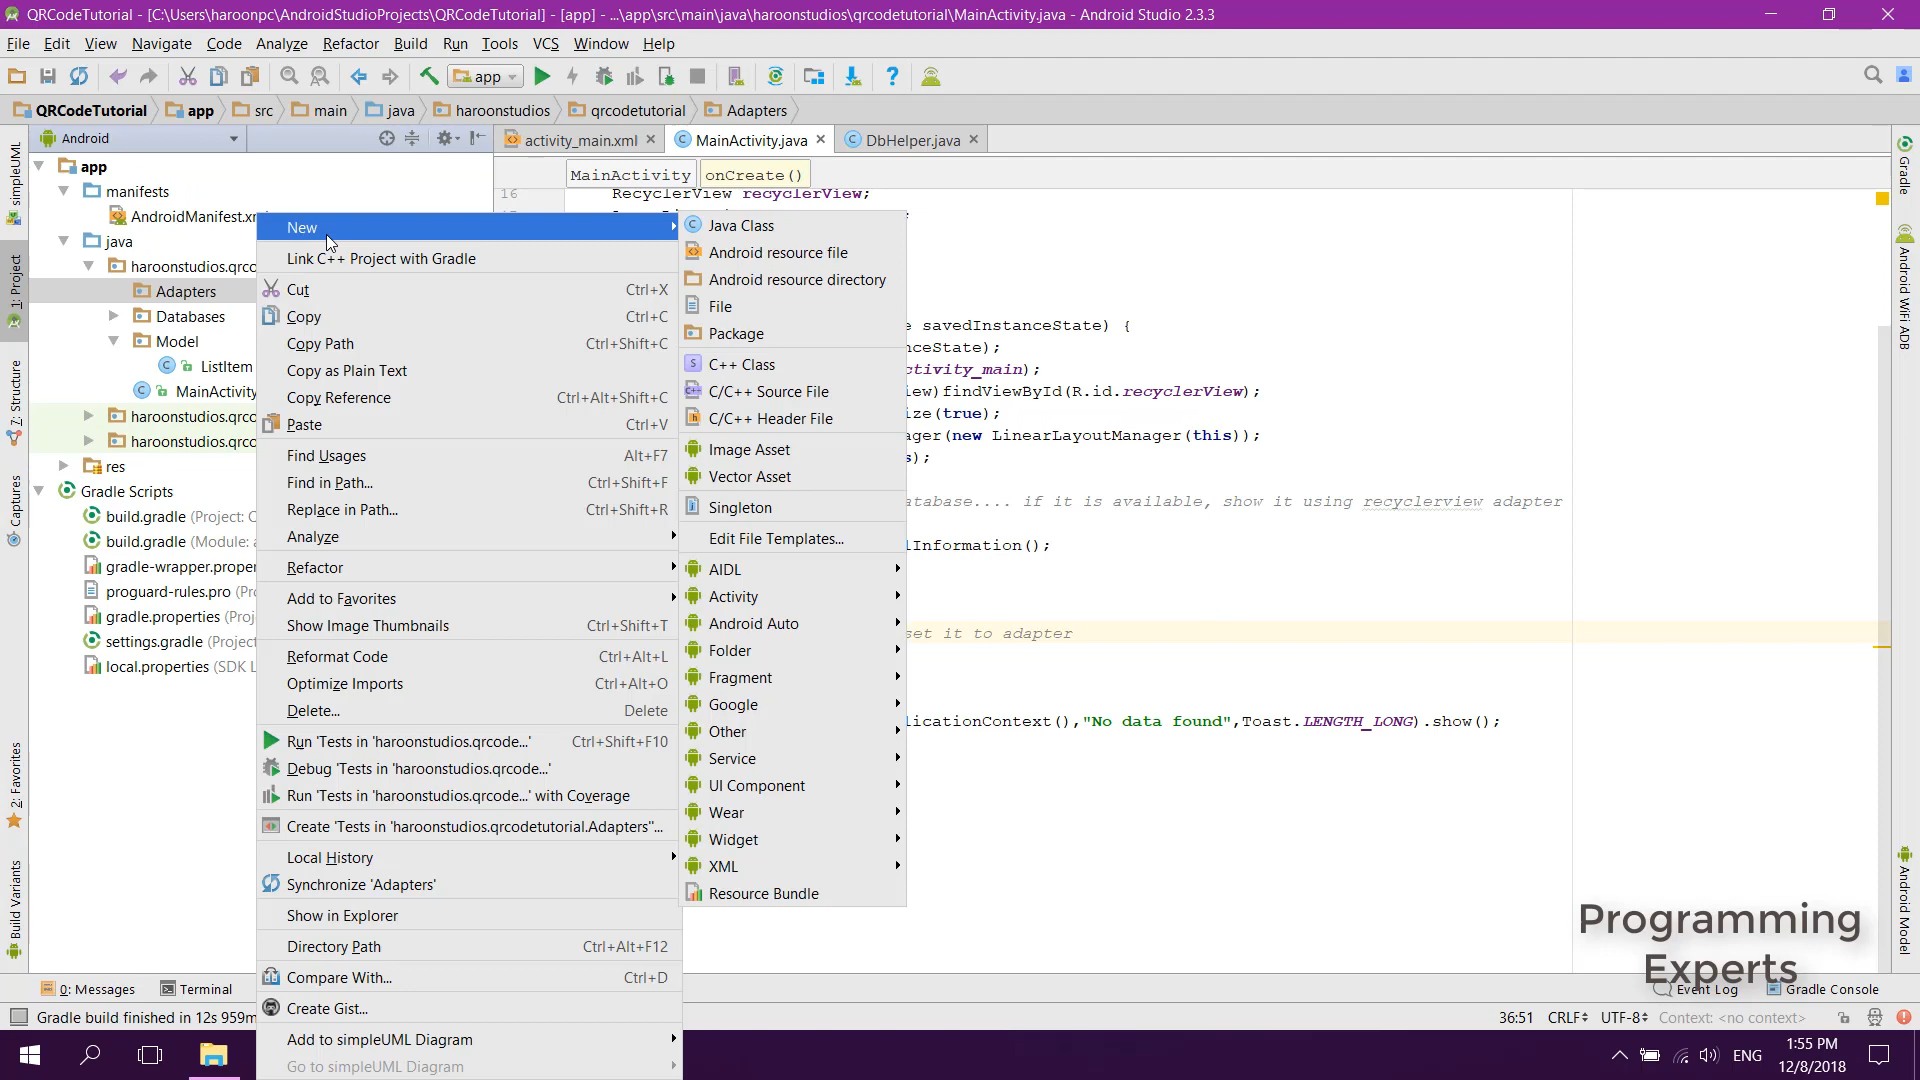 QRCodeTutorial - [C:\Users\haroonpc\AndroidStudioProjects\QRCodeTutorial] - [app] - ...\app\src\main\java\haroonstudios\qrcodetutorial\MainActivity.java - Android Studio 2.3.3
File Edit View Navigate Code Analyze Refactor Build Run Tools VCS Window Help
app
QRCodeTutorial app src main java haroonstudios qrcodetutorial Adapters
Android activity_main.xml MainActivity.java DbHelper.java
MainActivity onCreate()
simpleUML
1: Project
7: Structure
Captures
2: Favorites
Build Variants
app
manifests
AndroidManifest.xm
java
haroonstudios.qrco
Adapters
Databases
Model
ListItem
MainActivity
haroonstudios.qrco
haroonstudios.qrco
res
Gradle Scripts
build.gradle (Project: C
build.gradle (Module: a
gradle-wrapper.proper
proguard-rules.pro (Pro
gradle.properties (Proj
settings.gradle (Project
local.properties (SDK L
New
Link C++ Project with Gradle
Cut Ctrl+X
Copy Ctrl+C
Copy Path Ctrl+Shift+C
Copy as Plain Text
Copy Reference Ctrl+Alt+Shift+C
Paste Ctrl+V
Find Usages Alt+F7
Find in Path... Ctrl+Shift+F
Replace in Path... Ctrl+Shift+R
Analyze
Refactor
Add to Favorites
Show Image Thumbnails Ctrl+Shift+T
Reformat Code Ctrl+Alt+L
Optimize Imports Ctrl+Alt+O
Delete... Delete
Run 'Tests in 'haroonstudios.qrcode...' Ctrl+Shift+F10
Debug 'Tests in 'haroonstudios.qrcode...'
Run 'Tests in 'haroonstudios.qrcode...' with Coverage
Create 'Tests in 'haroonstudios.qrcodetutorial.Adapters''...
Local History
Synchronize 'Adapters'
Show in Explorer
Directory Path Ctrl+Alt+F12
Compare With... Ctrl+D
Create Gist...
Add to simpleUML Diagram
Go to simpleUML Diagram
Java Class
Android resource file
Android resource directory
File
Package
C++ Class
C/C++ Source File
C/C++ Header File
Image Asset
Vector Asset
Singleton
Edit File Templates...
AIDL
Activity
Android Auto
Folder
Fragment
Google
Other
Service
UI Component
Wear
Widget
XML
Resource Bundle
16 RecyclerView recyclerView;
;
savedInstanceState) {
nceState);
ctivity_main);
iew)findViewById(R.id.recyclerView);
ize(true);
ager(new LinearLayoutManager(this));
s);
atabase.... if it is available, show it using recyclerview adapter
lInformation();
set it to adapter
licationContext(),"No data found",Toast.LENGTH_LONG).show();
Gradle
Android WiFi ADB
Android Model
Programming
Experts
0: Messages Terminal Event Log Gradle Console
Gradle build finished in 12s 959m 36:51 CRLF UTF-8 Context: <no context>
ENG
1:55 PM
12/8/2018